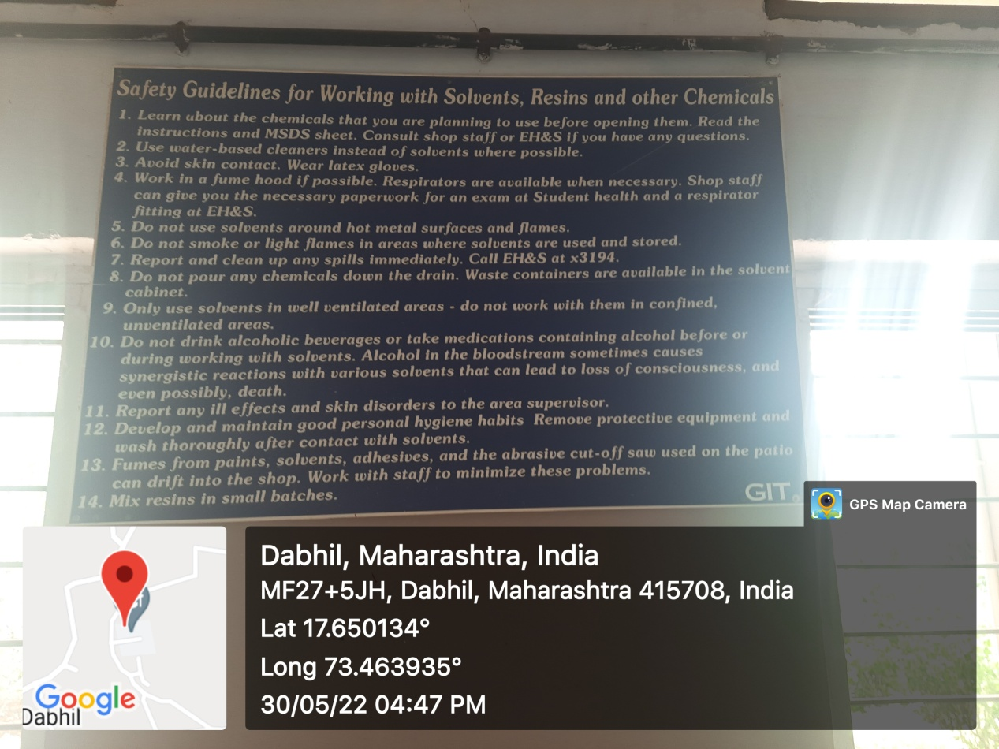 Safety Guidelines for Working with Solvents, Resins and other Chemicals
1. Learn about the chemicals that you are planning to use before opening them. Read the
instructions and MSDS sheet. Consult shop staff or EH&S if you have any questions.
2. Use water-based cleaners instead of solvents where possible.
3. Avoid skin contact. Wear latex gloves.
4. Work in a fume hood if possible. Respirators are available when necessary. Shop staff
can give you the necessary paperwork for an exam at Student health and a respirator
fitting at EH&S.
5. Do not use solvents around hot metal surfaces and flames.
6. Do not smoke or light flames in areas where solvents are used and stored.
7. Report and clean up any spills immediately. Call EH&S at x3194.
8. Do not pour any chemicals down the drain. Waste containers are available in the solvent
cabinet.
9. Only use solvents in well ventilated areas - do not work with them in confined,
unventilated areas.
10. Do not drink alcoholic beverages or take medications containing alcohol before or
during working with solvents. Alcohol in the bloodstream sometimes causes
synergistic reactions with various solvents that can lead to loss of consciousness, and
even possibly, death.
11. Report any ill effects and skin disorders to the area supervisor.
12. Develop and maintain good personal hygiene habits Remove protective equipment and
wash thoroughly after contact with solvents.
13. Fumes from paints, solvents, adhesives, and the abrasive cut-off saw used on the patio
can drift into the shop. Work with staff to minimize these problems.
14. Mix resins in small batches.
GIT
GPS Map Camera
Dabhil, Maharashtra, India
MF27+5JH, Dabhil, Maharashtra 415708, India
Lat 17.650134°
Long 73.463935°
30/05/22 04:47 PM
Google
Dabhil